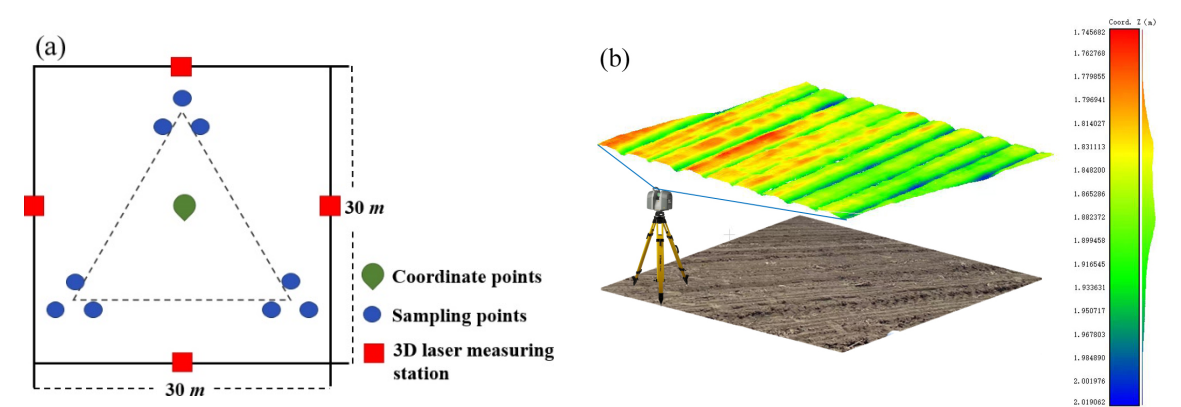 (a)
30 m
30 m
Coordinate points
Sampling points
3D laser measuring
station
(b)
Coord. Z (m)
1.745682
1.762768
1.779855
1.796941
1.814027
1.831113
1.848200
1.865286
1.882372
1.899458
1.916545
1.933631
1.950717
1.967803
1.984890
2.001976
2.019062